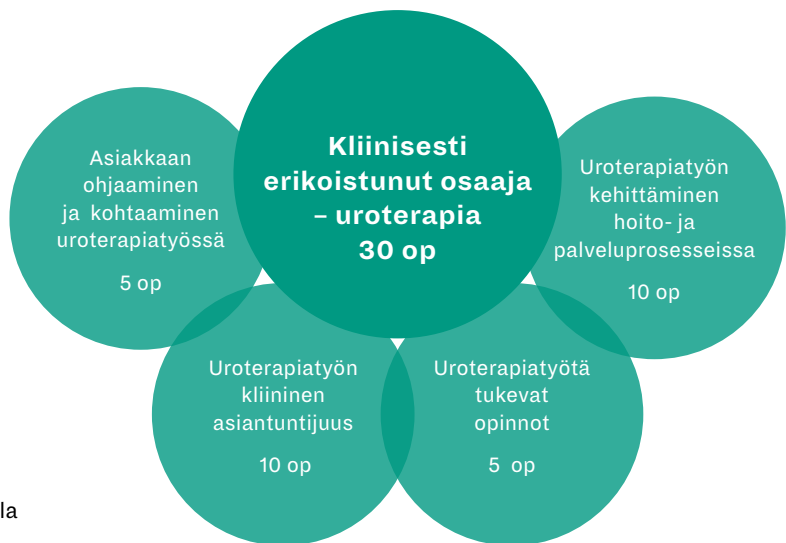 Kliinisesti
erikoistunut osaaja
– uroterapia
30 op
Asiakkaan
ohjaaminen
ja kohtaaminen
uroterapiatyössä
5 op
Uroterapiatyön
kliininen
asiantuntijuus
10 op
Uroterapiatyötä
tukevat
opinnot
5 op
Uroterapiatyön
kehittäminen
hoito- ja
palveluprosesseissa
10 op
la